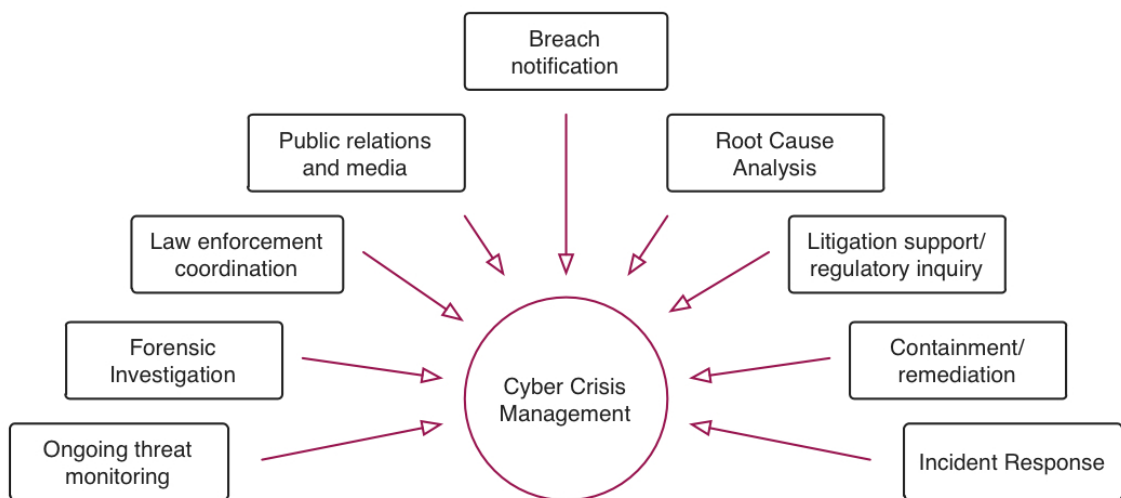 Breach
notification
Public relations
and media
Root Cause
Analysis
Law enforcement
coordination
Litigation support/
regulatory inquiry
Forensic
Investigation
Containment/
remediation
Cyber Crisis
Management
Ongoing threat
monitoring
Incident Response